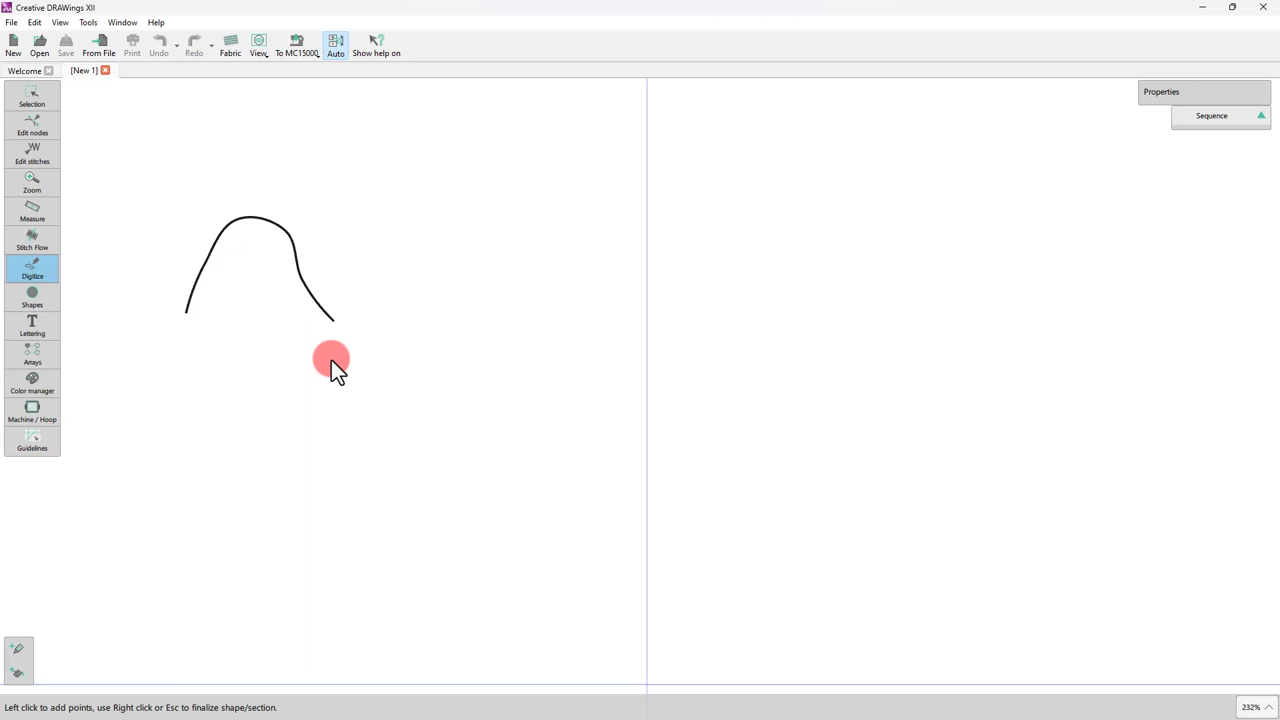 Creative DRAWings XII
File Edit View Tools Window Help
New Open Save From File Print Undo Redo Fabric View To MC15000 Auto Show help on
Welcome [New 1]
Properties
Sequence
Selection
Edit nodes
Edit stitches
Zoom
Measure
Stitch Flow
Digitize
Shapes
T
Lettering
Arrays
Color manager
Machine / Hoop
Guidelines
Left click to add points, use Right click or Esc to finalize shape/section.
232%